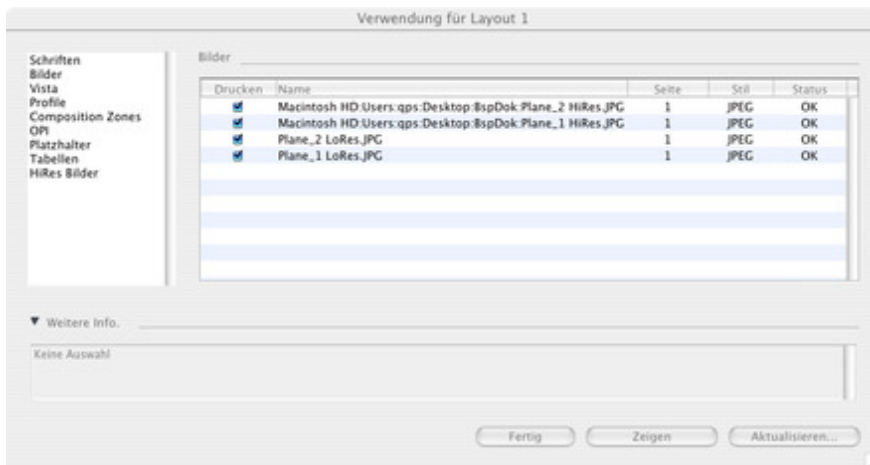 Verwendung für Layout 1
Schriften
Bilder
Vista
Profile
Composition Zones
OPI
Platzhalter
Tabellen
HiRes Bilder
Bilder
Drucken Name Seite Stil Status
Macintosh HD:Users:qps:Desktop:BspDok:Plane_2 HiRes.JPG 1 JPEG OK
Macintosh HD:Users:qps:Desktop:BspDok:Plane_1 HiRes.JPG 1 JPEG OK
Plane_2 LoRes.JPG 1 JPEG OK
Plane_1 LoRes.JPG 1 JPEG OK
Weitere Info.
Keine Auswahl
Fertig Zeigen Aktualisieren...